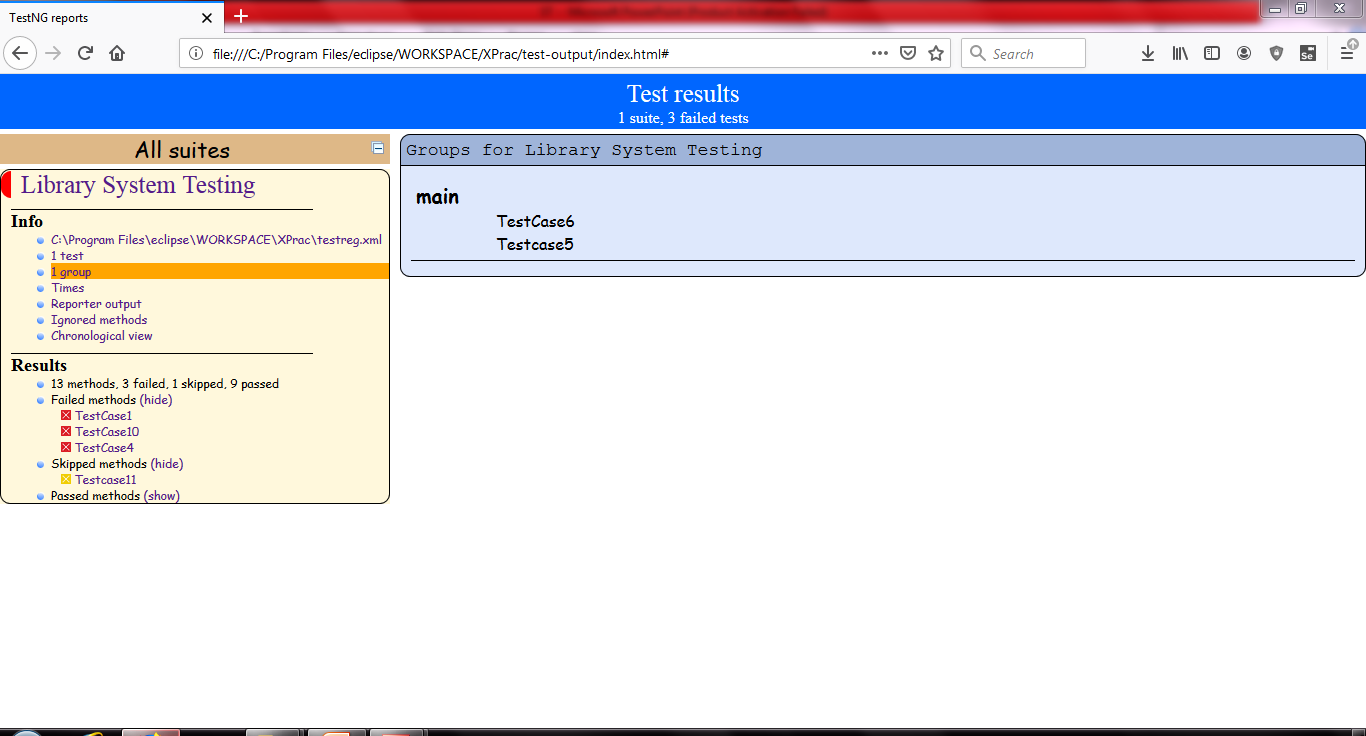 TestNG reports
file:///C:/Program Files/eclipse/WORKSPACE/XPrac/test-output/index.html#
Search
Se
Test results
1 suite, 3 failed tests
All suites
Library System Testing
Info
C:\Program Files\eclipse\WORKSPACE\XPrac\testreg.xml
1 test
1 group
Times
Reporter output
Ignored methods
Chronological view
Results
13 methods, 3 failed, 1 skipped, 9 passed
Failed methods (hide)
TestCase1
TestCase10
TestCase4
Skipped methods (hide)
Testcase11
Passed methods (show)
Groups for Library System Testing
main
TestCase6
Testcase5